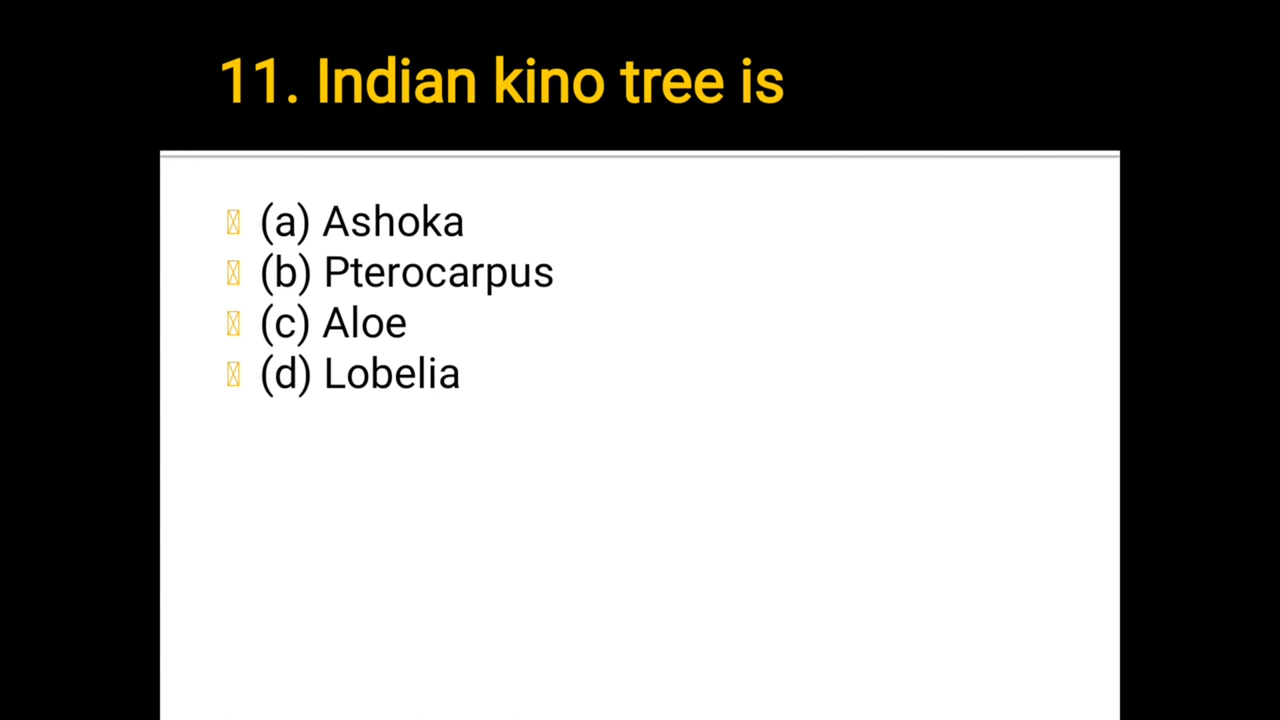 11. Indian kino tree is
(a) Ashoka
(b) Pterocarpus
(c) Aloe
(d) Lobelia